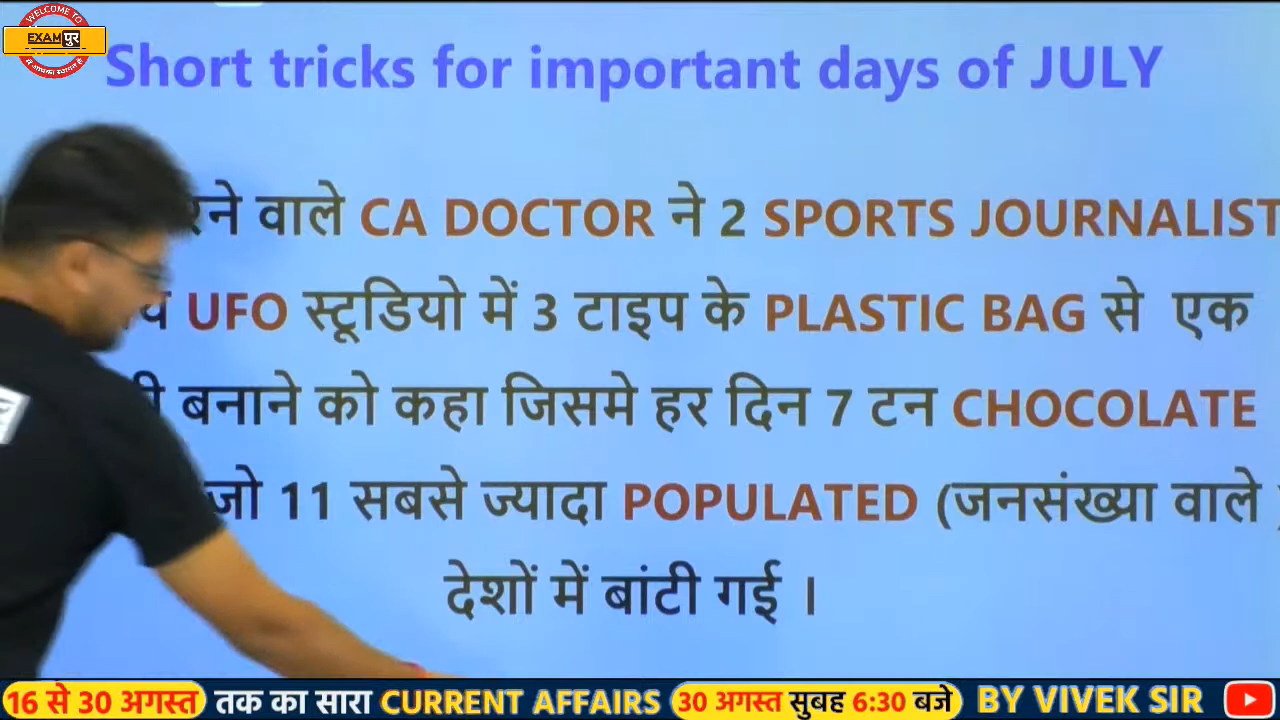 WELCOME TO
EXAMपुर
Short tricks for important days of JULY
वाले CA DOCTOR ने 2 SPORTS JOURNALIST
UFO स्टूडियो में 3 टाइप के PLASTIC BAG से एक
बनाने को कहा जिसमे हर दिन 7 टन CHOCOLATE
जो 11 सबसे ज्यादा POPULATED (जनसंख्या वाले )
देशों में बांटी गई ।
16 से 30 अगस्त तक का सारा CURRENT AFFAIRS 30 अगस्त सुबह 6:30 बजे BY VIVEK SIR